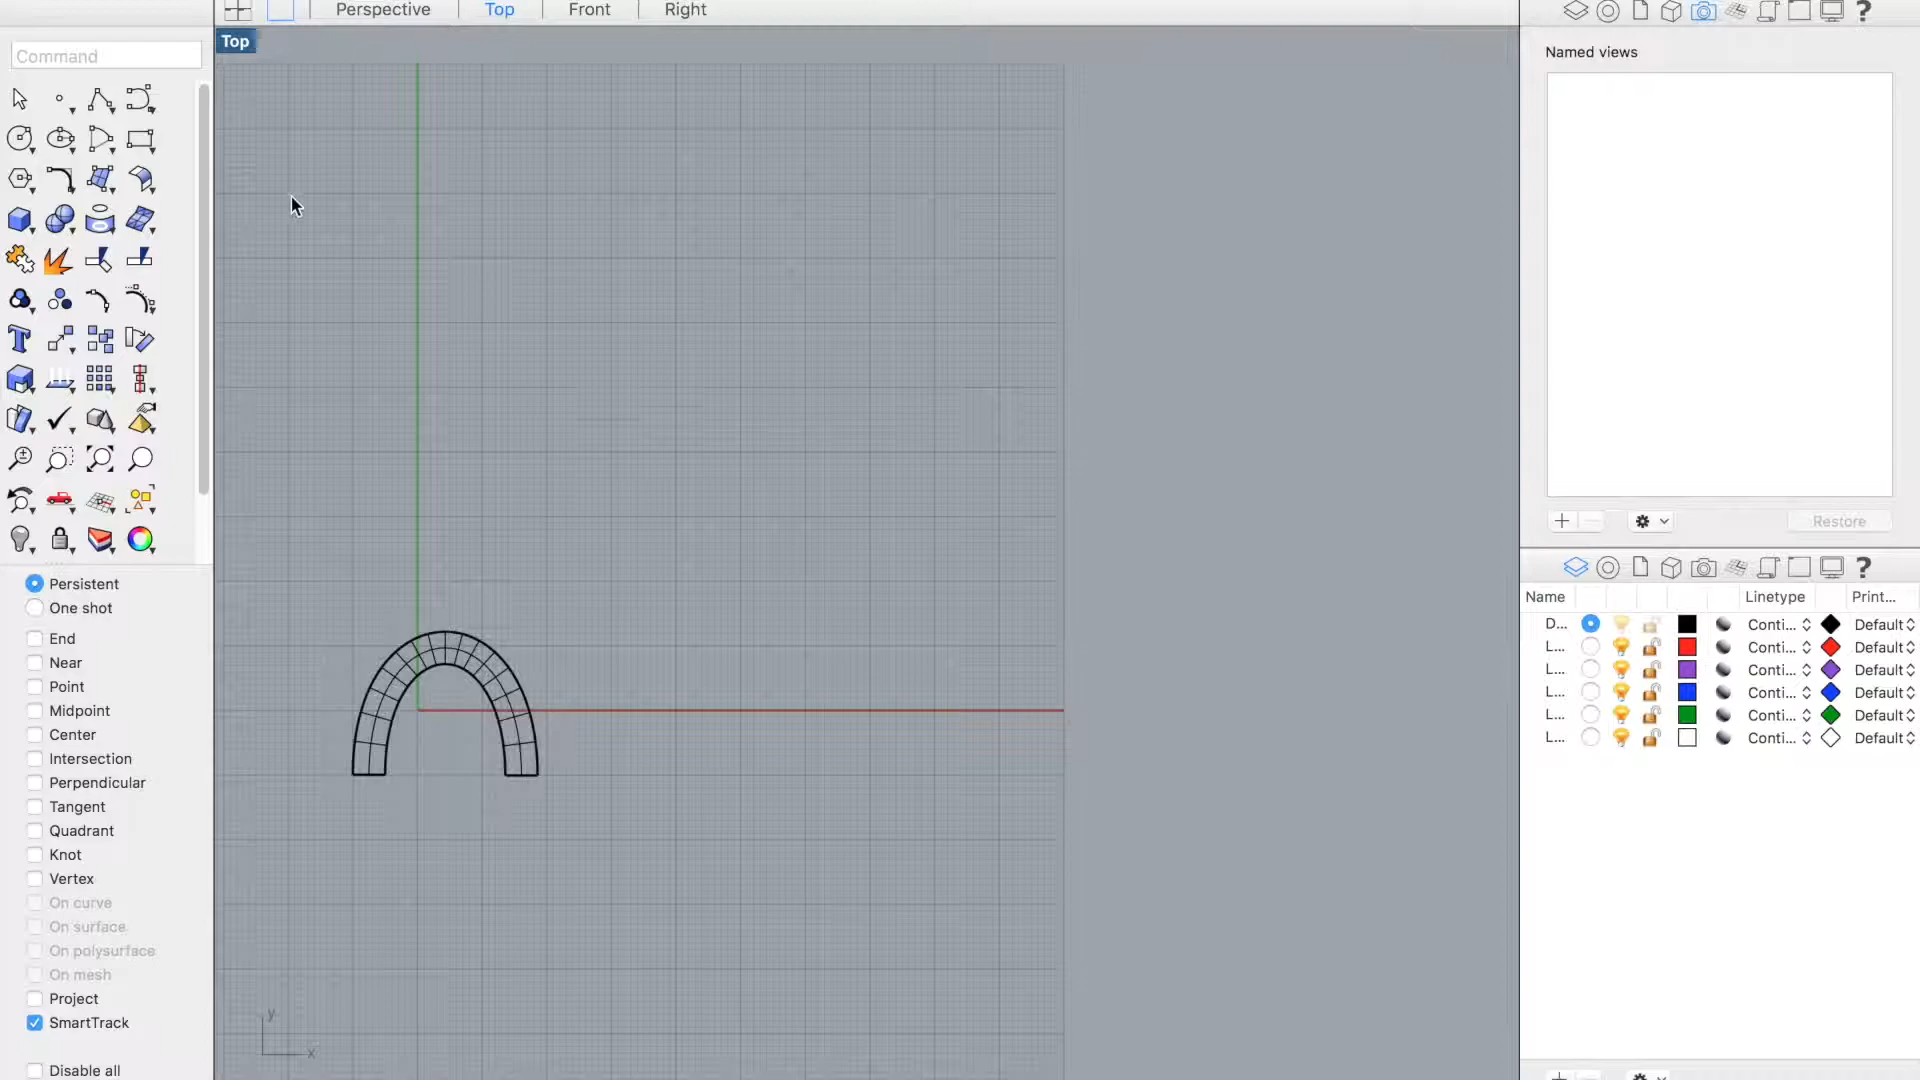 Perspective Top Front Right
Top
Command
Named views
Restore
Persistent
One shot
End
Near
Point
Midpoint
Center
Intersection
Perpendicular
Tangent
Quadrant
Knot
Vertex
On curve
On surface
On polysurface
On mesh
Project
SmartTrack
Disable all
y
x
Name Linetype Print...
D... Conti... Default
L... Conti... Default
L... Conti... Default
L... Conti... Default
L... Conti... Default
L... Conti... Default